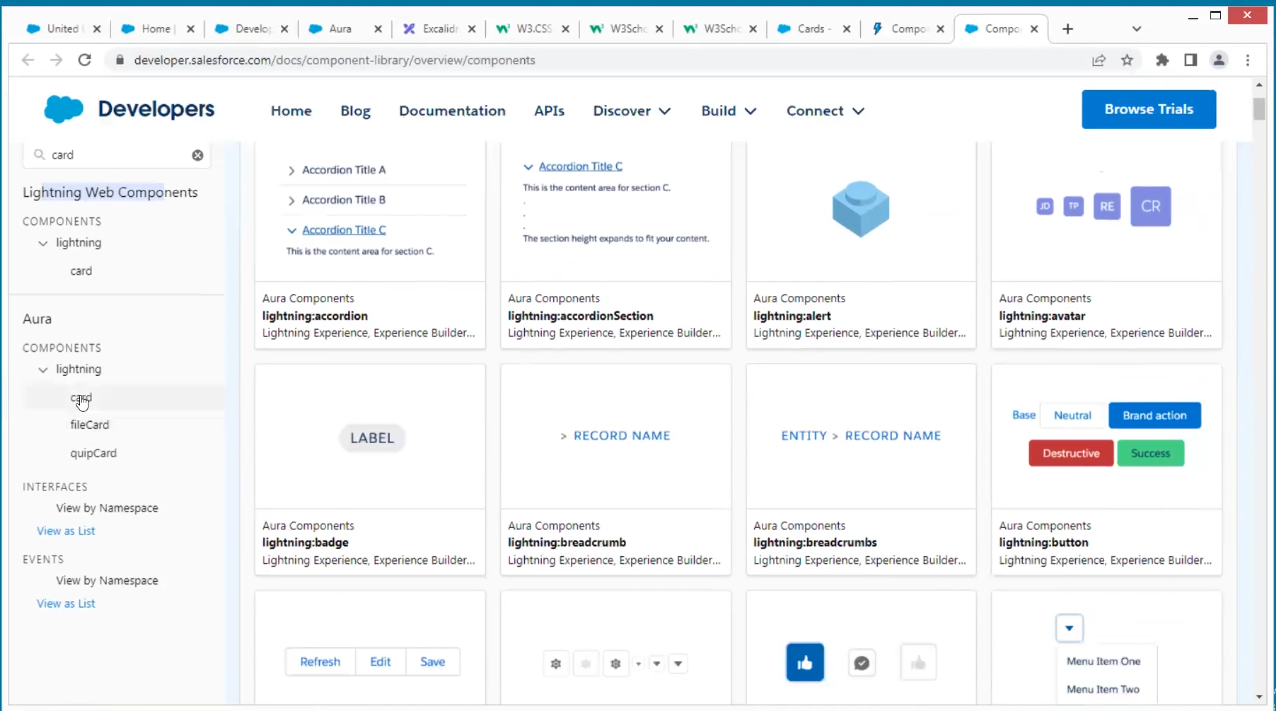 United
Home |
Develo
Aura
Excalidr
W3.CSS
W3Sch
W3Sch
Cards -
Compo
Compo
developer.salesforce.com/docs/component-library/overview/components
Developers
Home
Blog
Documentation
APIs
Discover
Build
Connect
Browse Trials
card
Lightning Web Components
COMPONENTS
lightning
card
Aura
COMPONENTS
lightning
card
fileCard
quipCard
INTERFACES
View by Namespace
View as List
EVENTS
View by Namespace
View as List
Accordion Title A
Accordion Title B
Accordion Title C
This is the content area for section C.
Aura Components
lightning:accordion
Lightning Experience, Experience Builder...
Accordion Title C
This is the content area for section C.
.
.
.
The section height expands to fit your content.
Aura Components
lightning:accordionSection
Lightning Experience, Experience Builder...
Aura Components
lightning:alert
Lightning Experience, Experience Builder...
JD TP RE CR
Aura Components
lightning:avatar
Lightning Experience, Experience Builder...
LABEL
Aura Components
lightning:badge
Lightning Experience, Experience Builder...
> RECORD NAME
Aura Components
lightning:breadcrumb
Lightning Experience, Experience Builder...
ENTITY > RECORD NAME
Aura Components
lightning:breadcrumbs
Lightning Experience, Experience Builder...
Base Neutral Brand action
Destructive Success
Aura Components
lightning:button
Lightning Experience, Experience Builder...
Refresh Edit Save
Menu Item One
Menu Item Two